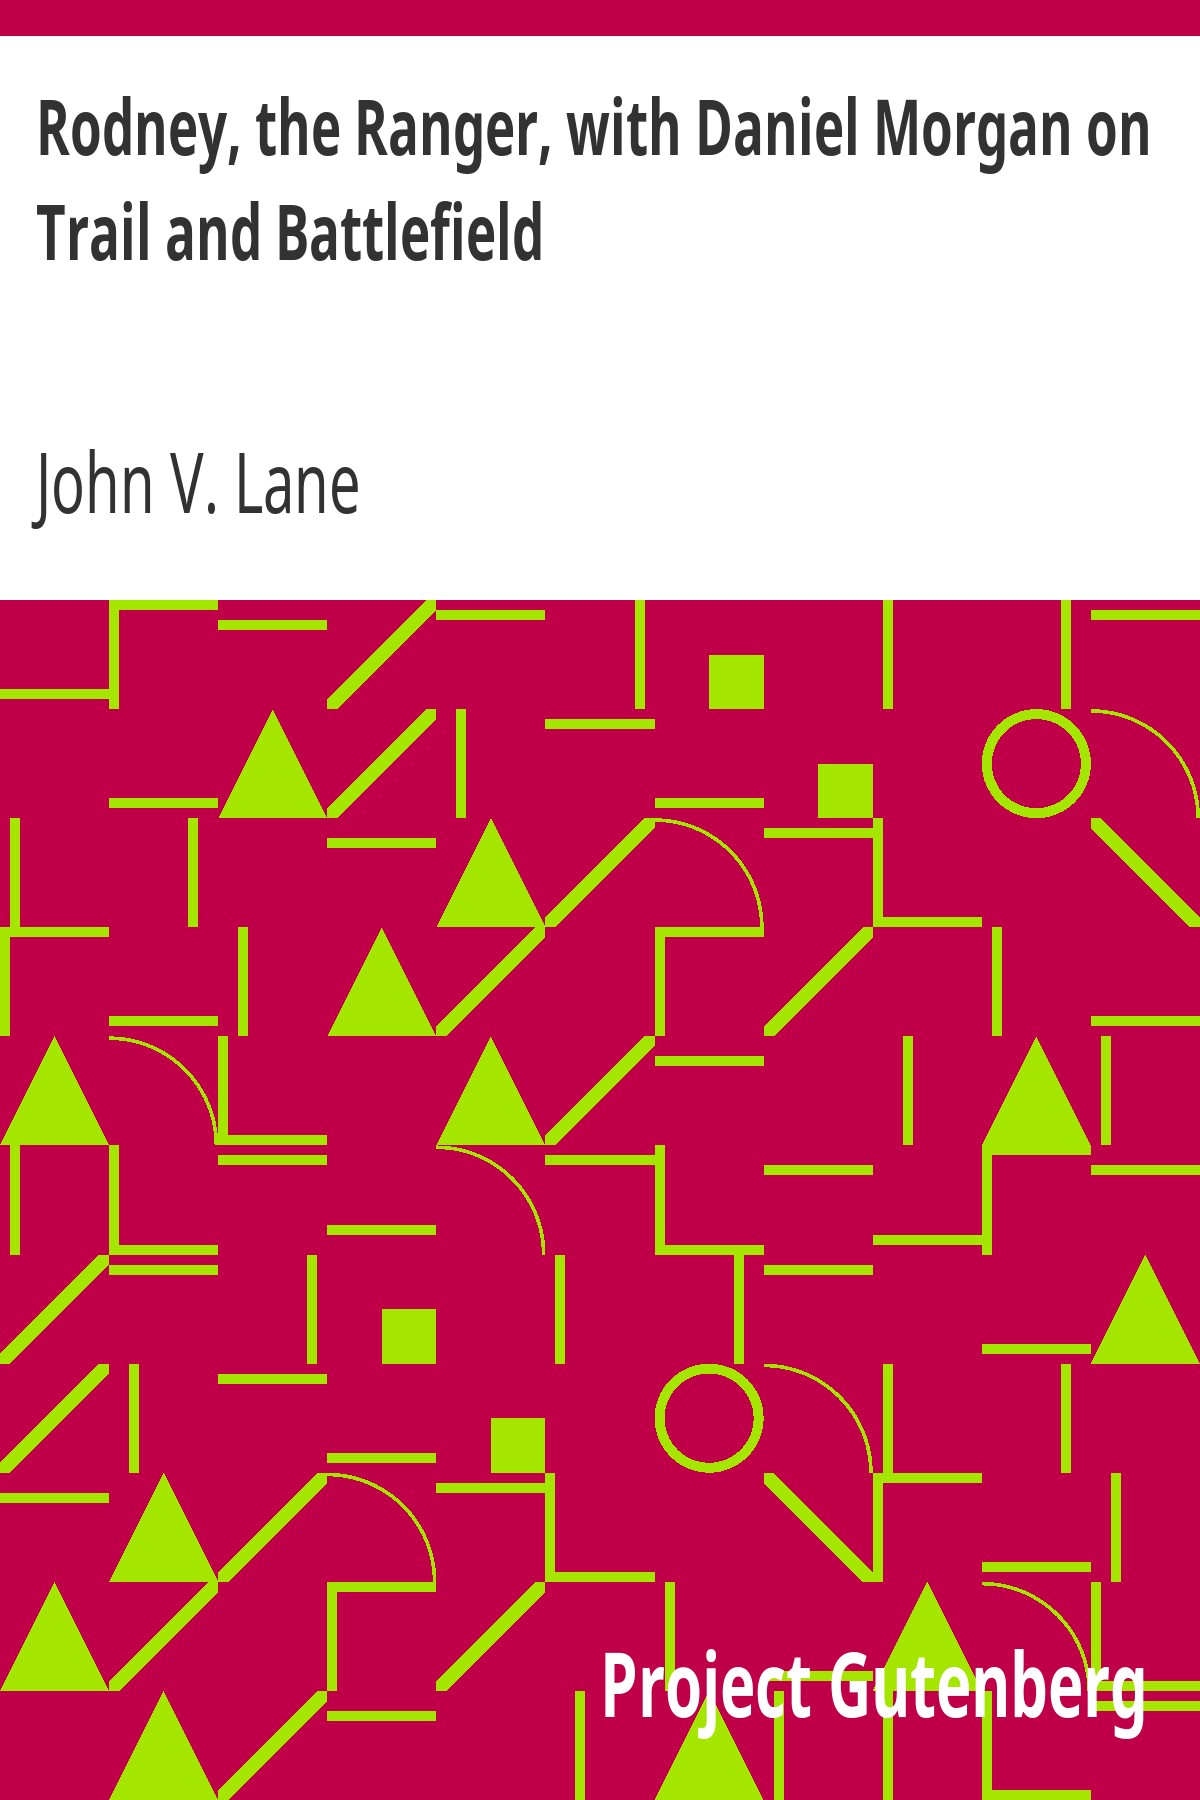 Rodney, the Ranger, with Daniel Morgan on
Trail and Battlefield
John V. Lane
Project Gutenberg